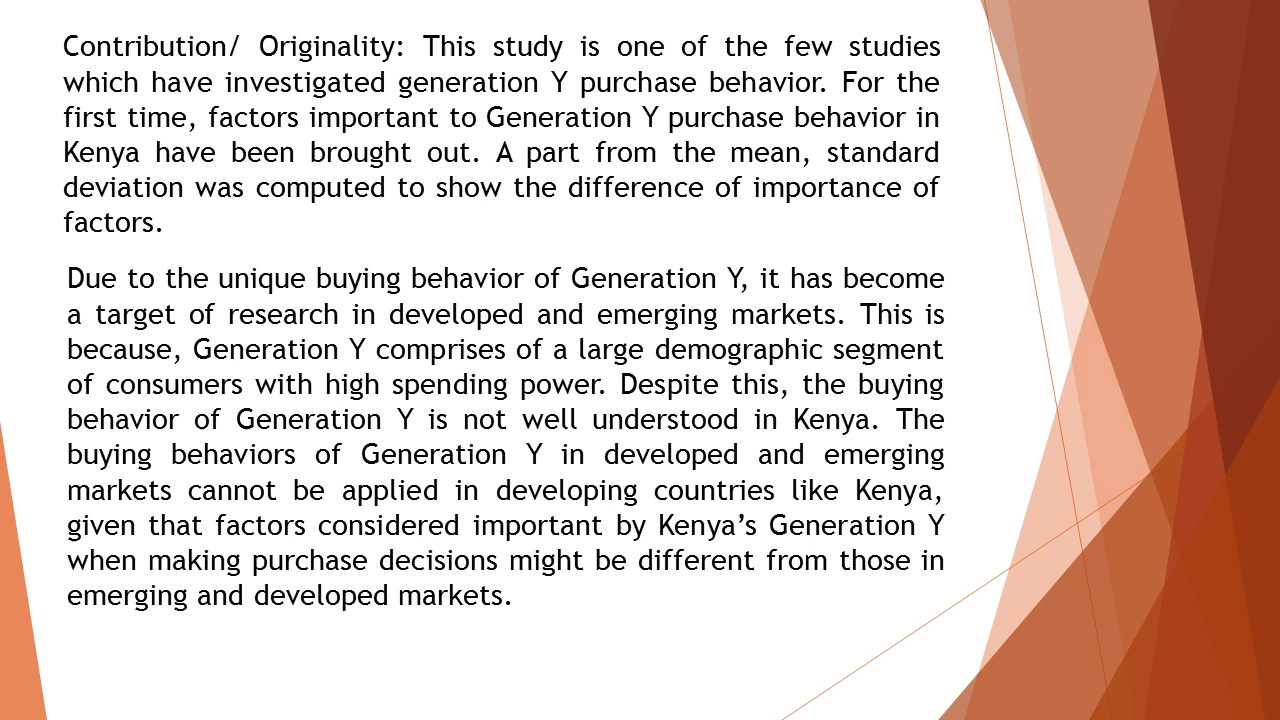 Contribution/ Originality: This study is one of the few studies
which have investigated generation Y purchase behavior. For the
first time, factors important to Generation Y purchase behavior in
Kenya have been brought out. A part from the mean, standard
deviation was computed to show the difference of importance of
factors.
Due to the unique buying behavior of Generation Y, it has become
a target of research in developed and emerging markets. This is
because, Generation Y comprises of a large demographic segment
of consumers with high spending power. Despite this, the buying
behavior of Generation Y is not well understood in Kenya. The
buying behaviors of Generation Y in developed and emerging
markets cannot be applied in developing countries like Kenya,
given that factors considered important by Kenya’s Generation Y
when making purchase decisions might be different from those in
emerging and developed markets.